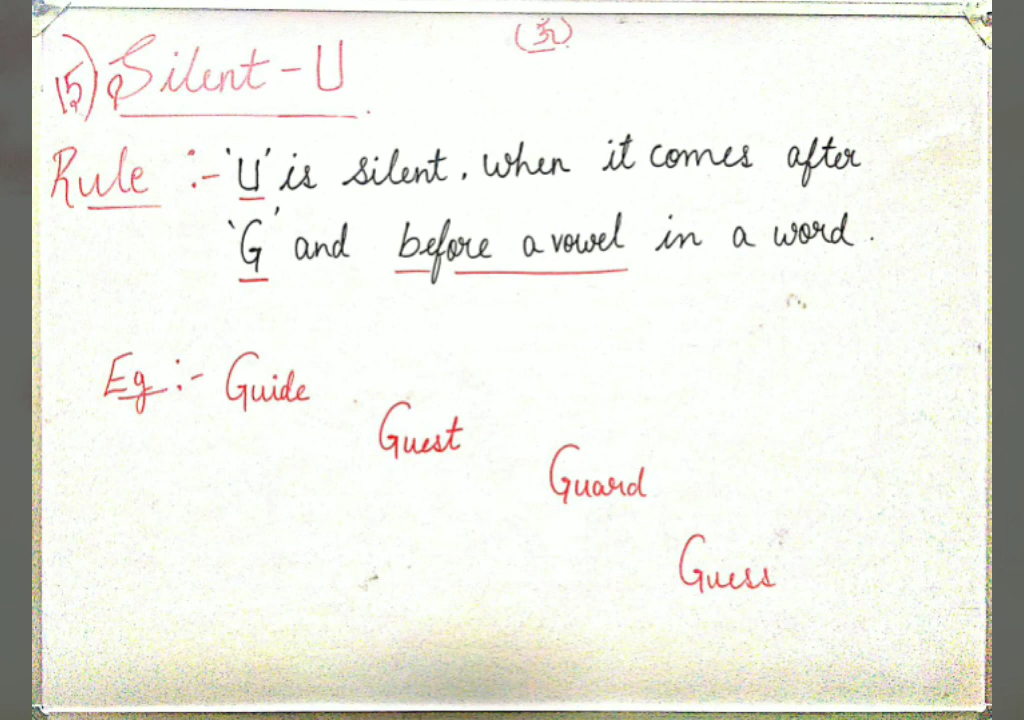 15) Silent - U
Rule :- 'U' is silent, when it comes after
'G' and before a vowel in a word.
Eg :- Guide
Guest
Guard
Guess